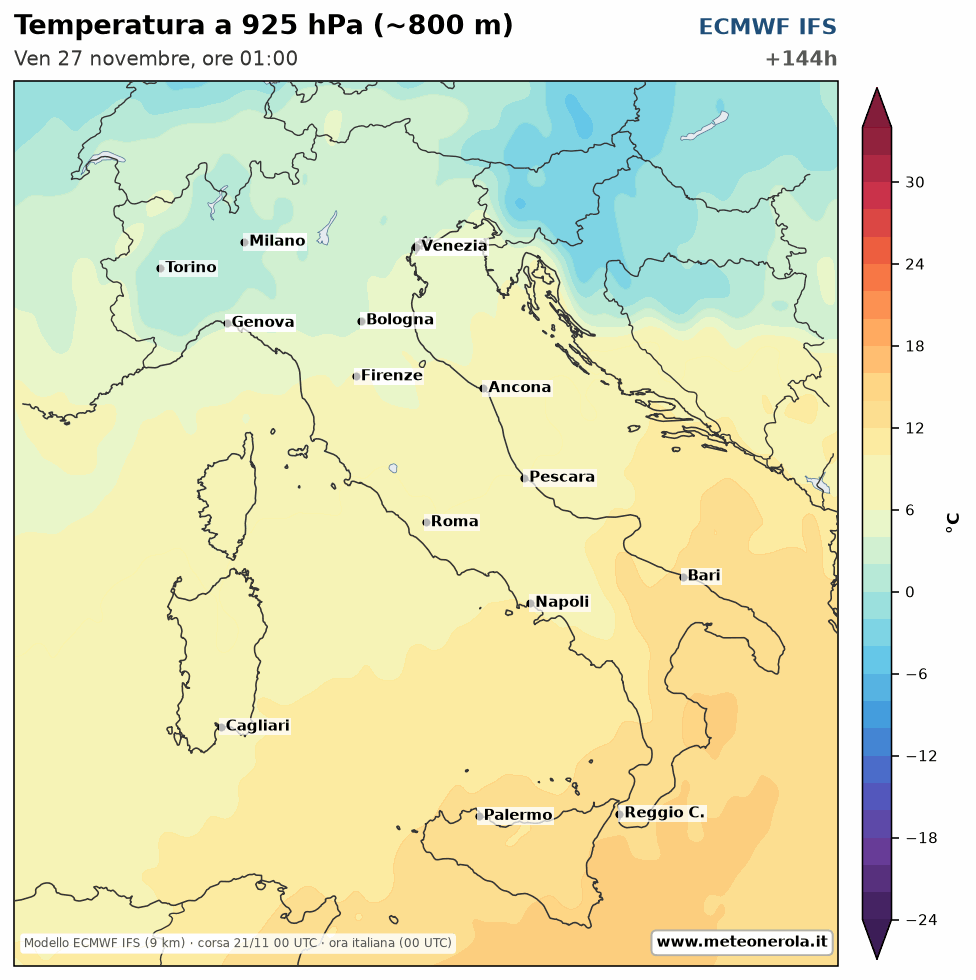 Temperatura a 925 hPa (~800 m)
ECMWF IFS
Ven 27 novembre, ore 01:00
+144h
Milano
Venezia
Torino
Genova
Bologna
Firenze
Ancona
Pescara
Roma
Bari
Napoli
Cagliari
Palermo
Reggio C.
30
24
18
12
6
0
−6
−12
−18
−24
°C
Modello ECMWF IFS (9 km) · corsa 21/11 00 UTC · ora italiana (00 UTC)
www.meteonerola.it